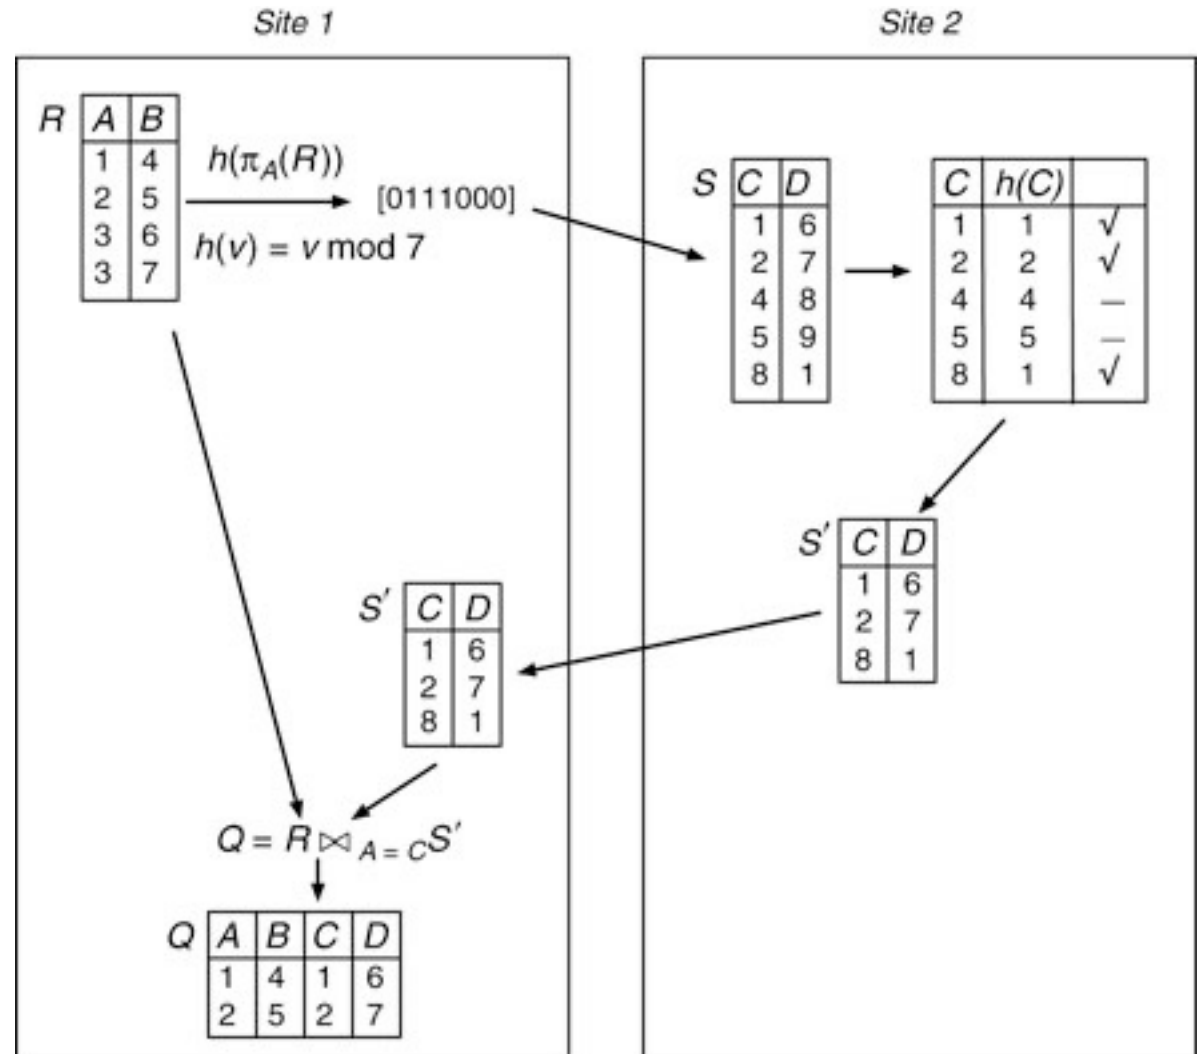 Site 1
Site 2
R A B
1 4
2 5
3 6
3 7
h(π_A(R))
h(v) = v mod 7
[0111000]
S C D
1 6
2 7
4 8
5 9
8 1
C h(C)
1 1 √
2 2 √
4 4 —
5 5 —
8 1 √
S′ C D
1 6
2 7
8 1
S′ C D
1 6
2 7
8 1
Q = R ⋈ A = C S′
Q A B C D
1 4 1 6
2 5 2 7